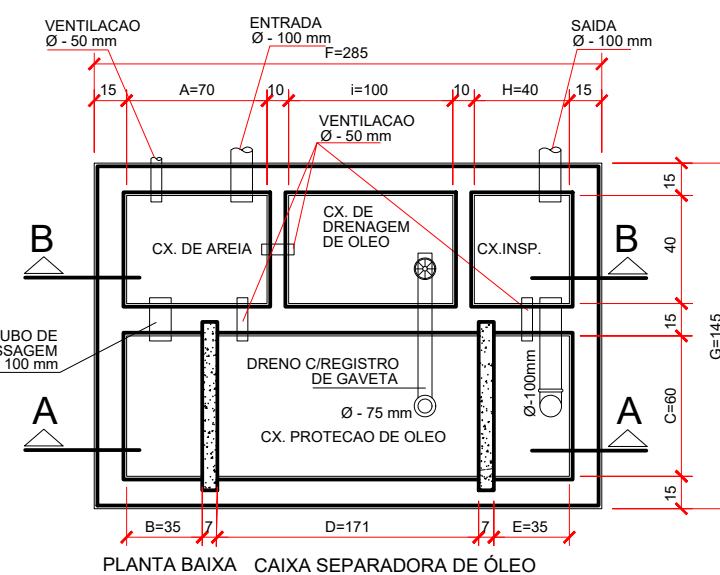 VENTILACAO
Ø - 50 mm
ENTRADA
Ø - 100 mm
SAIDA
Ø - 100 mm
F=285
15
A=70
10
i=100
10
H=40
15
VENTILACAO
Ø - 50 mm
15
CX. DE
DRENAGEM
DE OLEO
B
CX. DE AREIA
CX.INSP.
B
40
UBO DE
SSAGEM
100 mm
15
G=145
DRENO C/REGISTRO
DE GAVETA
Ø-100mm
C=60
A
Ø - 75 mm
A
CX. PROTECAO DE OLEO
15
B=35
7
D=171
7
E=35
PLANTA BAIXA CAIXA SEPARADORA DE ÓLEO